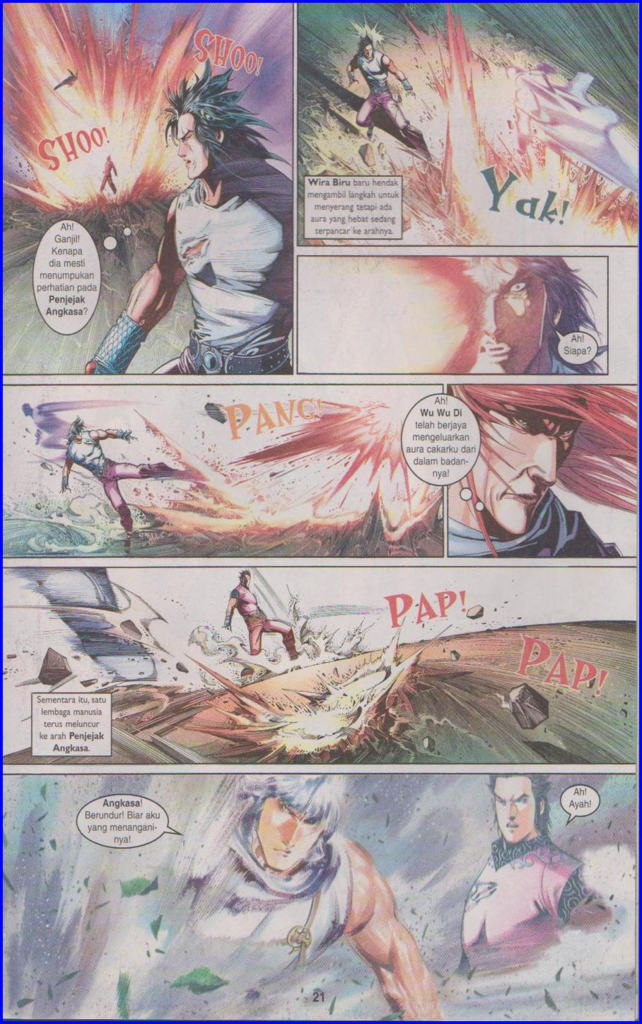 SHOO!
SHOO!
Ah!
Ganjil!
Kenapa
dia mesti
menumpukan
perhatian pada
Penjejak
Angkasa?
Wira Biru baru hendak
mengambil langkah untuk
menyerang tetapi ada
aura yang hebat sedang
terpancar ke arahnya.
Yak!
Ah!
Siapa?
PANG!
Ah!
Wu Wu Di
telah berjaya
mengeluarkan
aura cakarku dari
dalam badan-
nya!
PAP!
PAP!
Sementara itu, satu
lembaga manusia
terus meluncur
ke arah Penjejak
Angkasa.
Angkasa!
Berundur! Biar aku
yang menangani-
nya!
Ah!
Ayah!
21